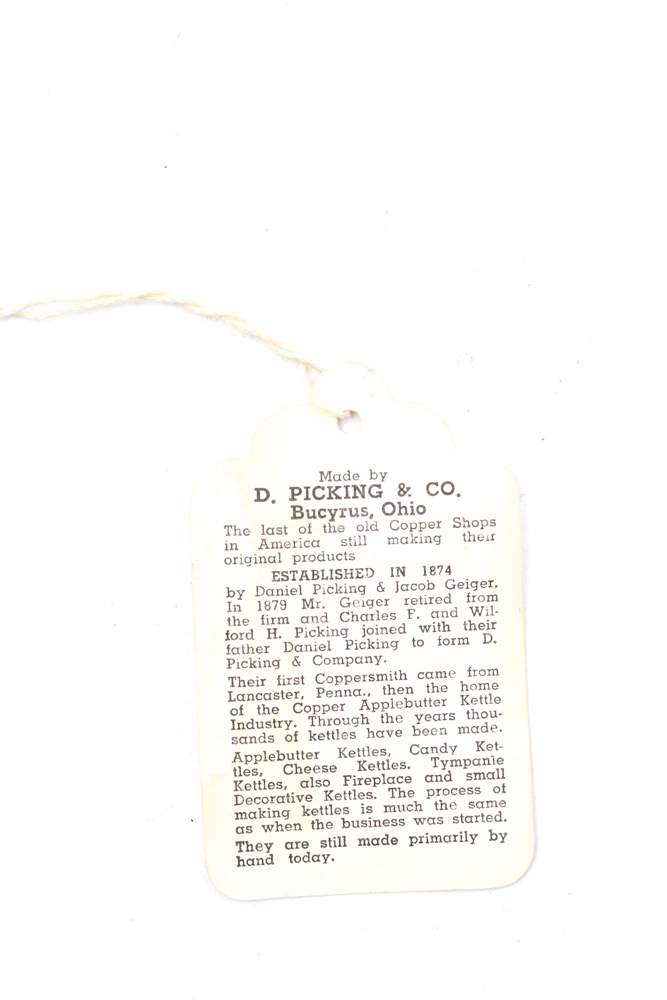 Made by
D. PICKING & CO.
Bucyrus, Ohio
The last of the old Copper Shops
in America still making their
original products
ESTABLISHED IN 1874
by Daniel Picking & Jacob Geiger.
In 1879 Mr. Geiger retired from
the firm and Charles F. and Wil-
ford H. Picking joined with their
father Daniel Picking to form D.
Picking & Company.
Their first Coppersmith came from
Lancaster, Penna., then the home
of the Copper Applebutter Kettle
Industry. Through the years thou-
sands of kettles have been made.
Applebutter Kettles, Candy Ket-
tles, Cheese Kettles. Tympanie
Kettles, also Fireplace and small
Decorative Kettles. The process of
making kettles is much the same
as when the business was started.
They are still made primarily by
hand today.